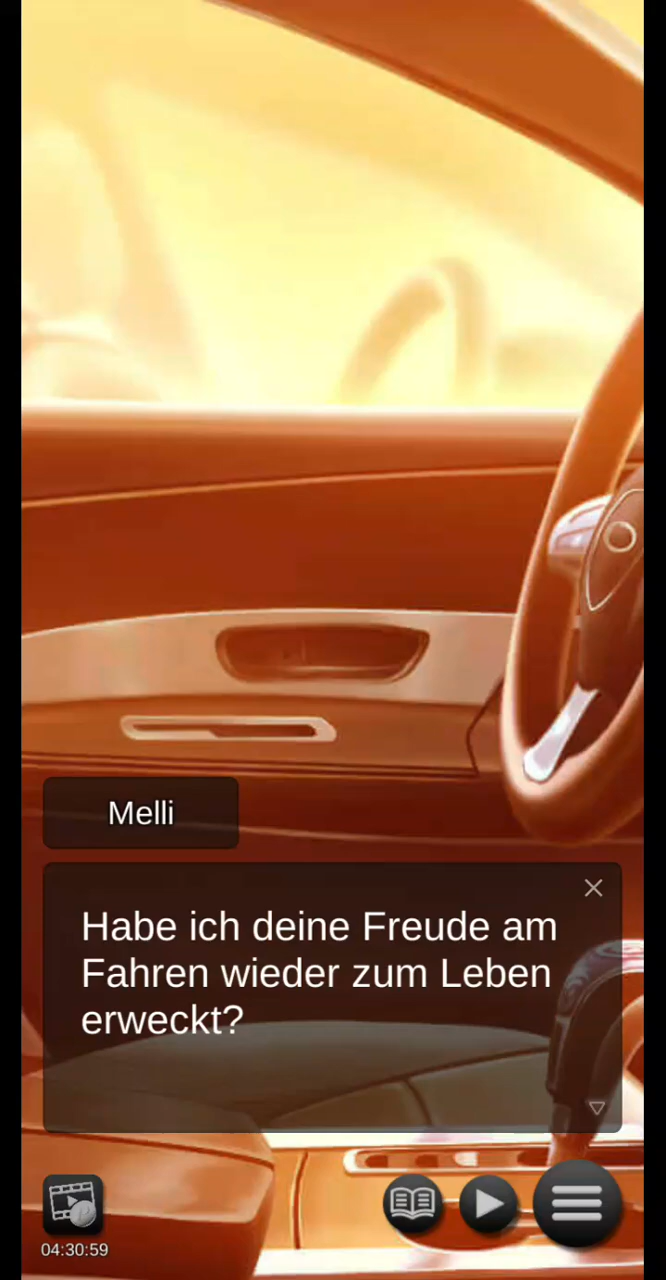 Melli
Habe ich deine Freude am
Fahren wieder zum Leben
erweckt?
04:30:59